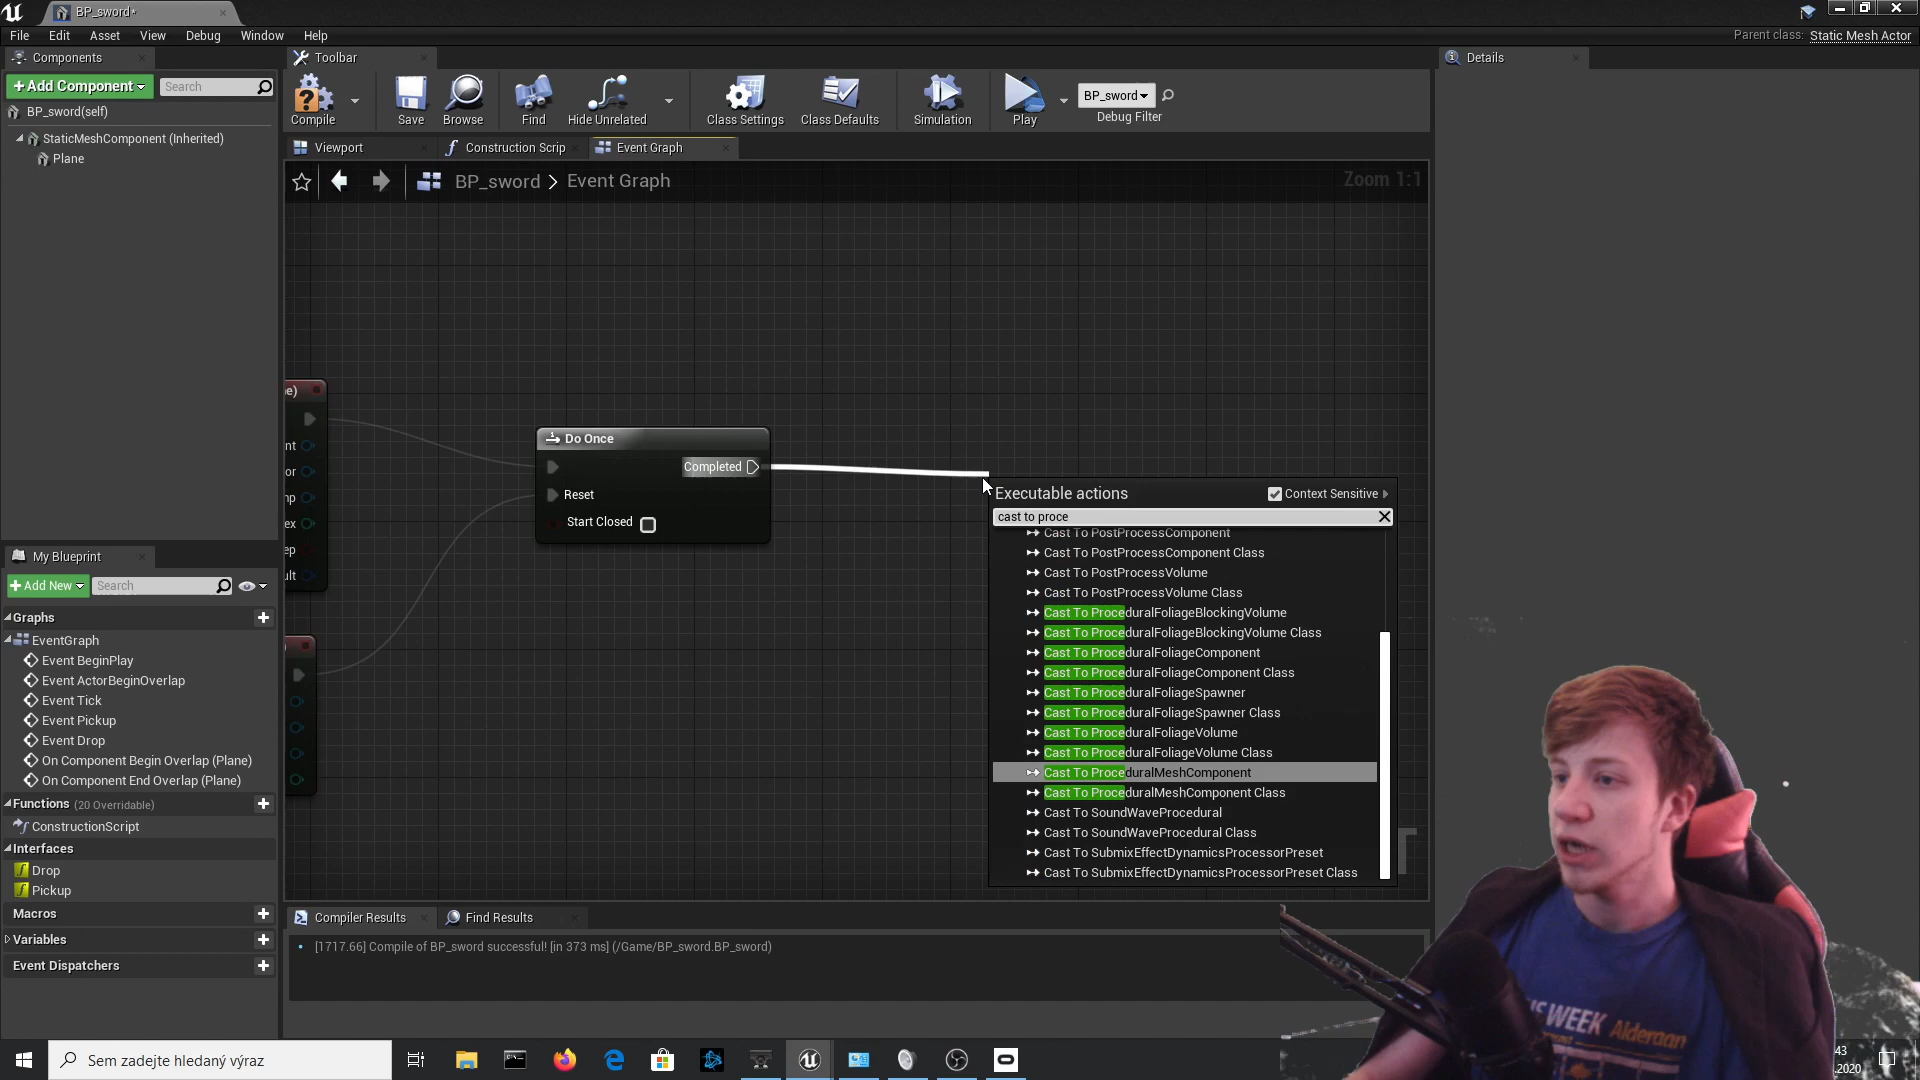 BP_sword*
File Edit Asset View Debug Window Help
Parent class: Static Mesh Actor
Components
Toolbar
Details
+ Add Component
Search
BP_sword(self)
StaticMeshComponent (Inherited)
Plane
Compile
Save
Browse
Find
Hide Unrelated
Class Settings
Class Defaults
Simulation
Play
BP_sword
Debug Filter
Viewport
Construction Scrip
Event Graph
BP_sword > Event Graph
Zoom 1:1
e)
nt
or
mp
ex
ep
ult
)
Do Once
Completed
Reset
Start Closed
Executable actions
Context Sensitive
cast to proce
Cast To PostProcessComponent
Cast To PostProcessComponent Class
Cast To PostProcessVolume
Cast To PostProcessVolume Class
Cast To ProceduralFoliageBlockingVolume
Cast To ProceduralFoliageBlockingVolume Class
Cast To ProceduralFoliageComponent
Cast To ProceduralFoliageComponent Class
Cast To ProceduralFoliageSpawner
Cast To ProceduralFoliageSpawner Class
Cast To ProceduralFoliageVolume
Cast To ProceduralFoliageVolume Class
Cast To ProceduralMeshComponent
Cast To ProceduralMeshComponent Class
Cast To SoundWaveProcedural
Cast To SoundWaveProcedural Class
Cast To SubmixEffectDynamicsProcessorPreset
Cast To SubmixEffectDynamicsProcessorPreset Class
My Blueprint
+ Add New
Search
Graphs
EventGraph
Event BeginPlay
Event ActorBeginOverlap
Event Tick
Event Pickup
Event Drop
On Component Begin Overlap (Plane)
On Component End Overlap (Plane)
Functions (20 Overridable)
ConstructionScript
Interfaces
Drop
Pickup
Macros
Variables
Event Dispatchers
Compiler Results
Find Results
[1717.66] Compile of BP_sword successful! [in 373 ms] (/Game/BP_sword.BP_sword)
WEEK Alderaan
Sem zadejte hledaný výraz
43
.2020